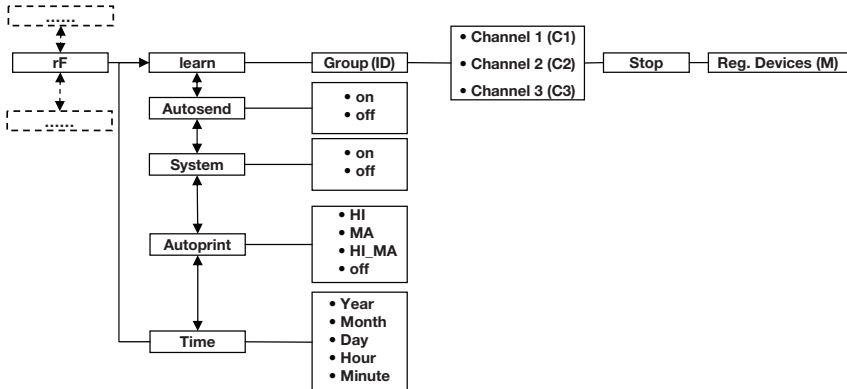 ......
rF
......
learn
Group (ID)
• Channel 1 (C1)
• Channel 2 (C2)
• Channel 3 (C3)
Stop
Reg. Devices (M)
Autosend
• on
• off
System
• on
• off
Autoprint
• HI
• MA
• HI_MA
• off
Time
• Year
• Month
• Day
• Hour
• Minute